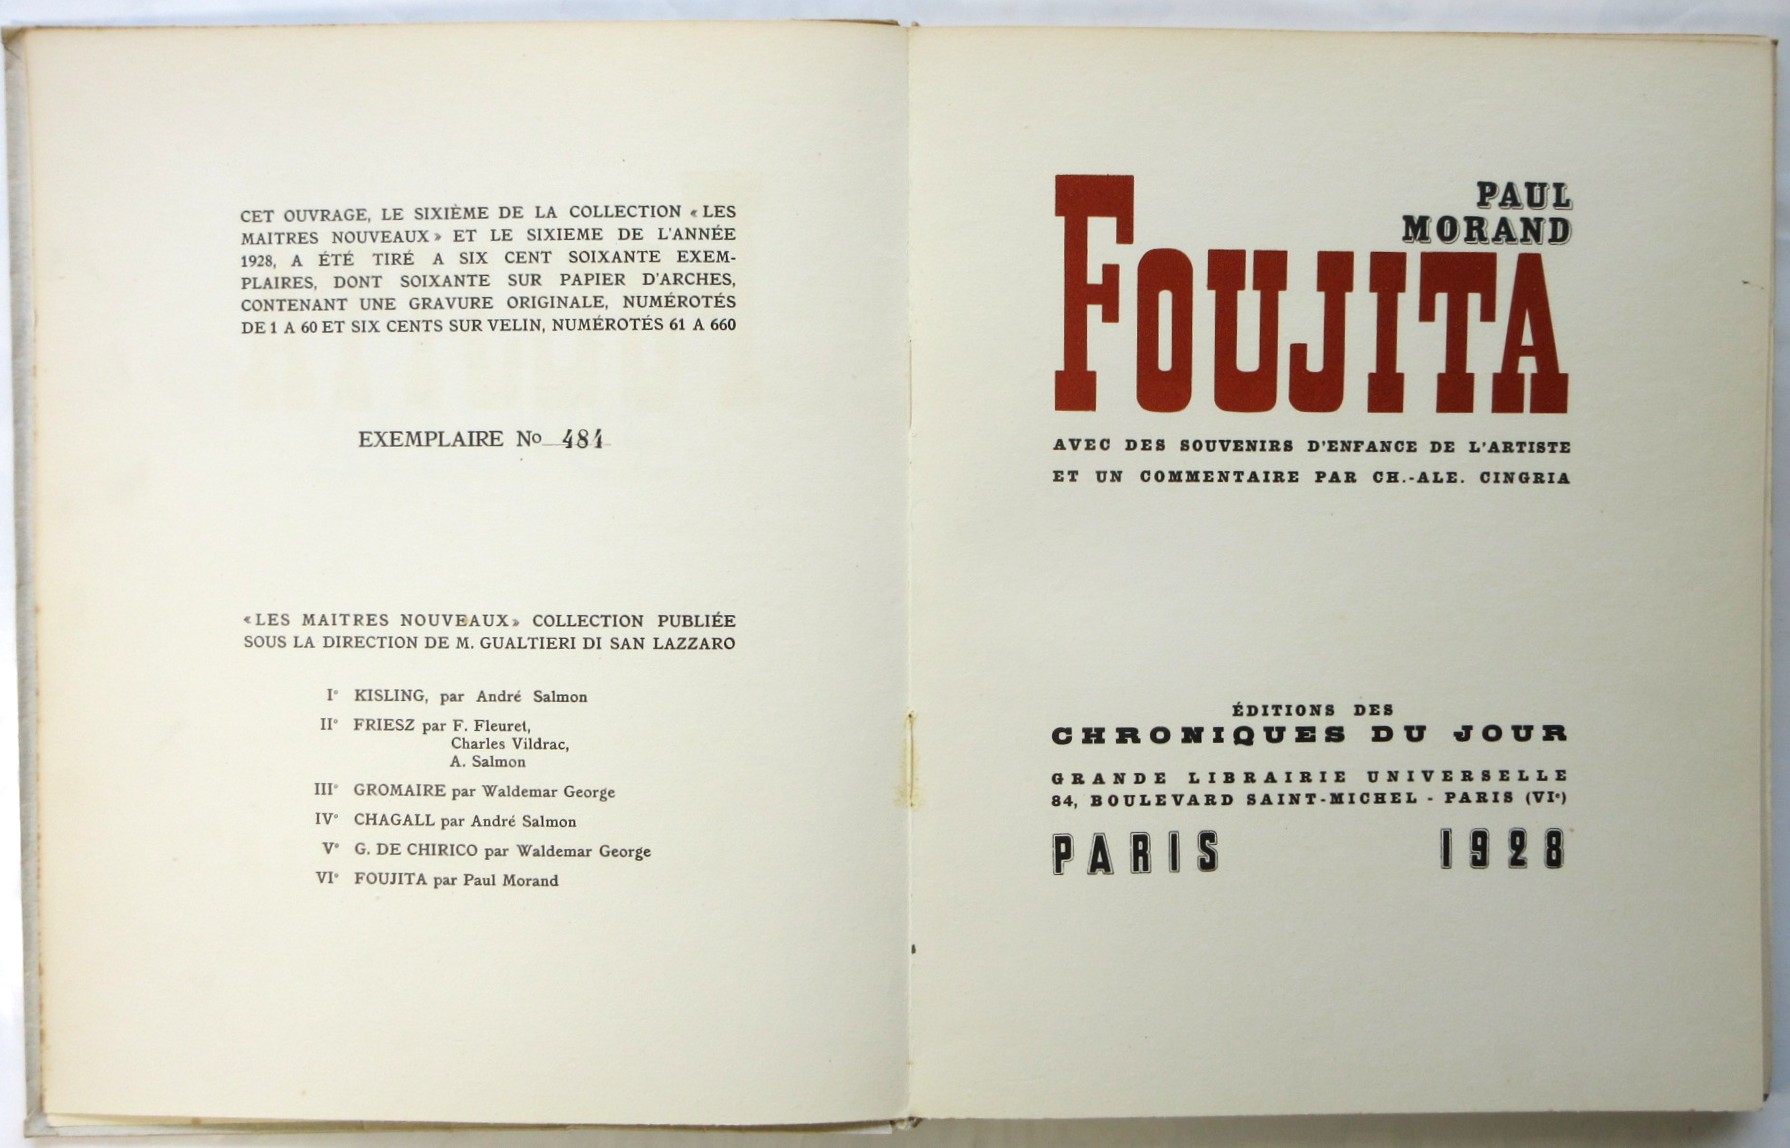 CET OUVRAGE, LE SIXIÈME DE LA COLLECTION « LES
MAITRES NOUVEAUX » ET LE SIXIEME DE L'ANNÉE
1928, A ÉTÉ TIRÉ A SIX CENT SOIXANTE EXEM-
PLAIRES, DONT SOIXANTE SUR PAPIER D'ARCHES,
CONTENANT UNE GRAVURE ORIGINALE, NUMÉROTÉS
DE 1 A 60 ET SIX CENTS SUR VELIN, NUMÉROTÉS 61 A 660
EXEMPLAIRE No 484
«LES MAITRES NOUVEAUX» COLLECTION PUBLIÉE
SOUS LA DIRECTION DE M. GUALTIERI DI SAN LAZZARO
I° KISLING, par André Salmon
II° FRIESZ par F. Fleuret,
Charles Vildrac,
A. Salmon
III° GROMAIRE par Waldemar George
IV° CHAGALL par André Salmon
V° G. DE CHIRICO par Waldemar George
VI° FOUJITA par Paul Morand
PAUL
MORAND
FOUJITA
AVEC DES SOUVENIRS D'ENFANCE DE L'ARTISTE
ET UN COMMENTAIRE PAR CH.-ALE. CINGRIA
ÉDITIONS DES
CHRONIQUES DU JOUR
GRANDE LIBRAIRIE UNIVERSELLE
84, BOULEVARD SAINT-MICHEL - PARIS (VIe)
PARIS 1928